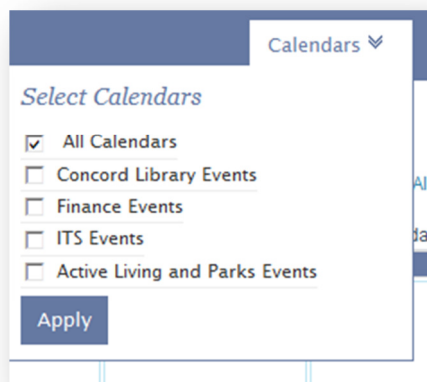 Calendars
Select Calendars
All Calendars
Concord Library Events
Finance Events
ITS Events
Active Living and Parks Events
Apply